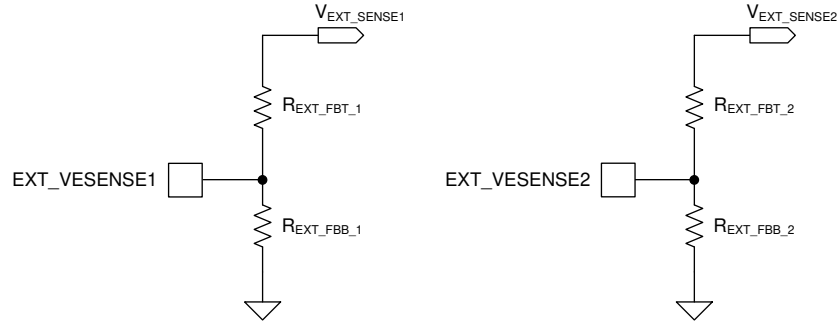 VEXT_SENSE1
REXT_FBT_1
EXT_VESENSE1
REXT_FBB_1
VEXT_SENSE2
REXT_FBT_2
EXT_VESENSE2
REXT_FBB_2